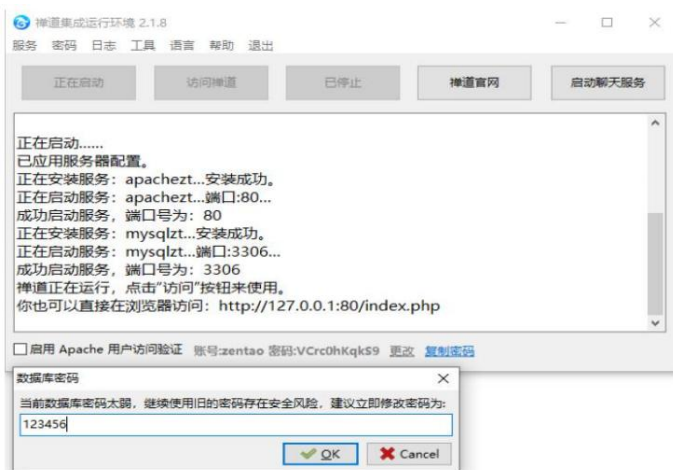 禅道集成运行环境 2.1.8
服务 密码 日志 工具 语言 帮助 退出
正在启动 访问禅道 已停止 禅道官网 启动聊天服务
正在启动......
已应用服务器配置。
正在安装服务：apachezt...安装成功。
正在启动服务：apachezt...端口:80...
成功启动服务，端口号为：80
正在安装服务：mysqlzt...安装成功。
正在启动服务：mysqlzt...端口:3306...
成功启动服务，端口号为：3306
禅道正在运行，点击“访问”按钮来使用。
你也可以直接在浏览器访问：http://127.0.0.1:80/index.php
启用 Apache 用户访问验证 账号:zentao 密码:VCrc0hKqkS9 更改 复制密码
数据库密码
当前数据库密码太弱，继续使用旧的密码存在安全风险，建议立即修改密码为:
123456
OK Cancel